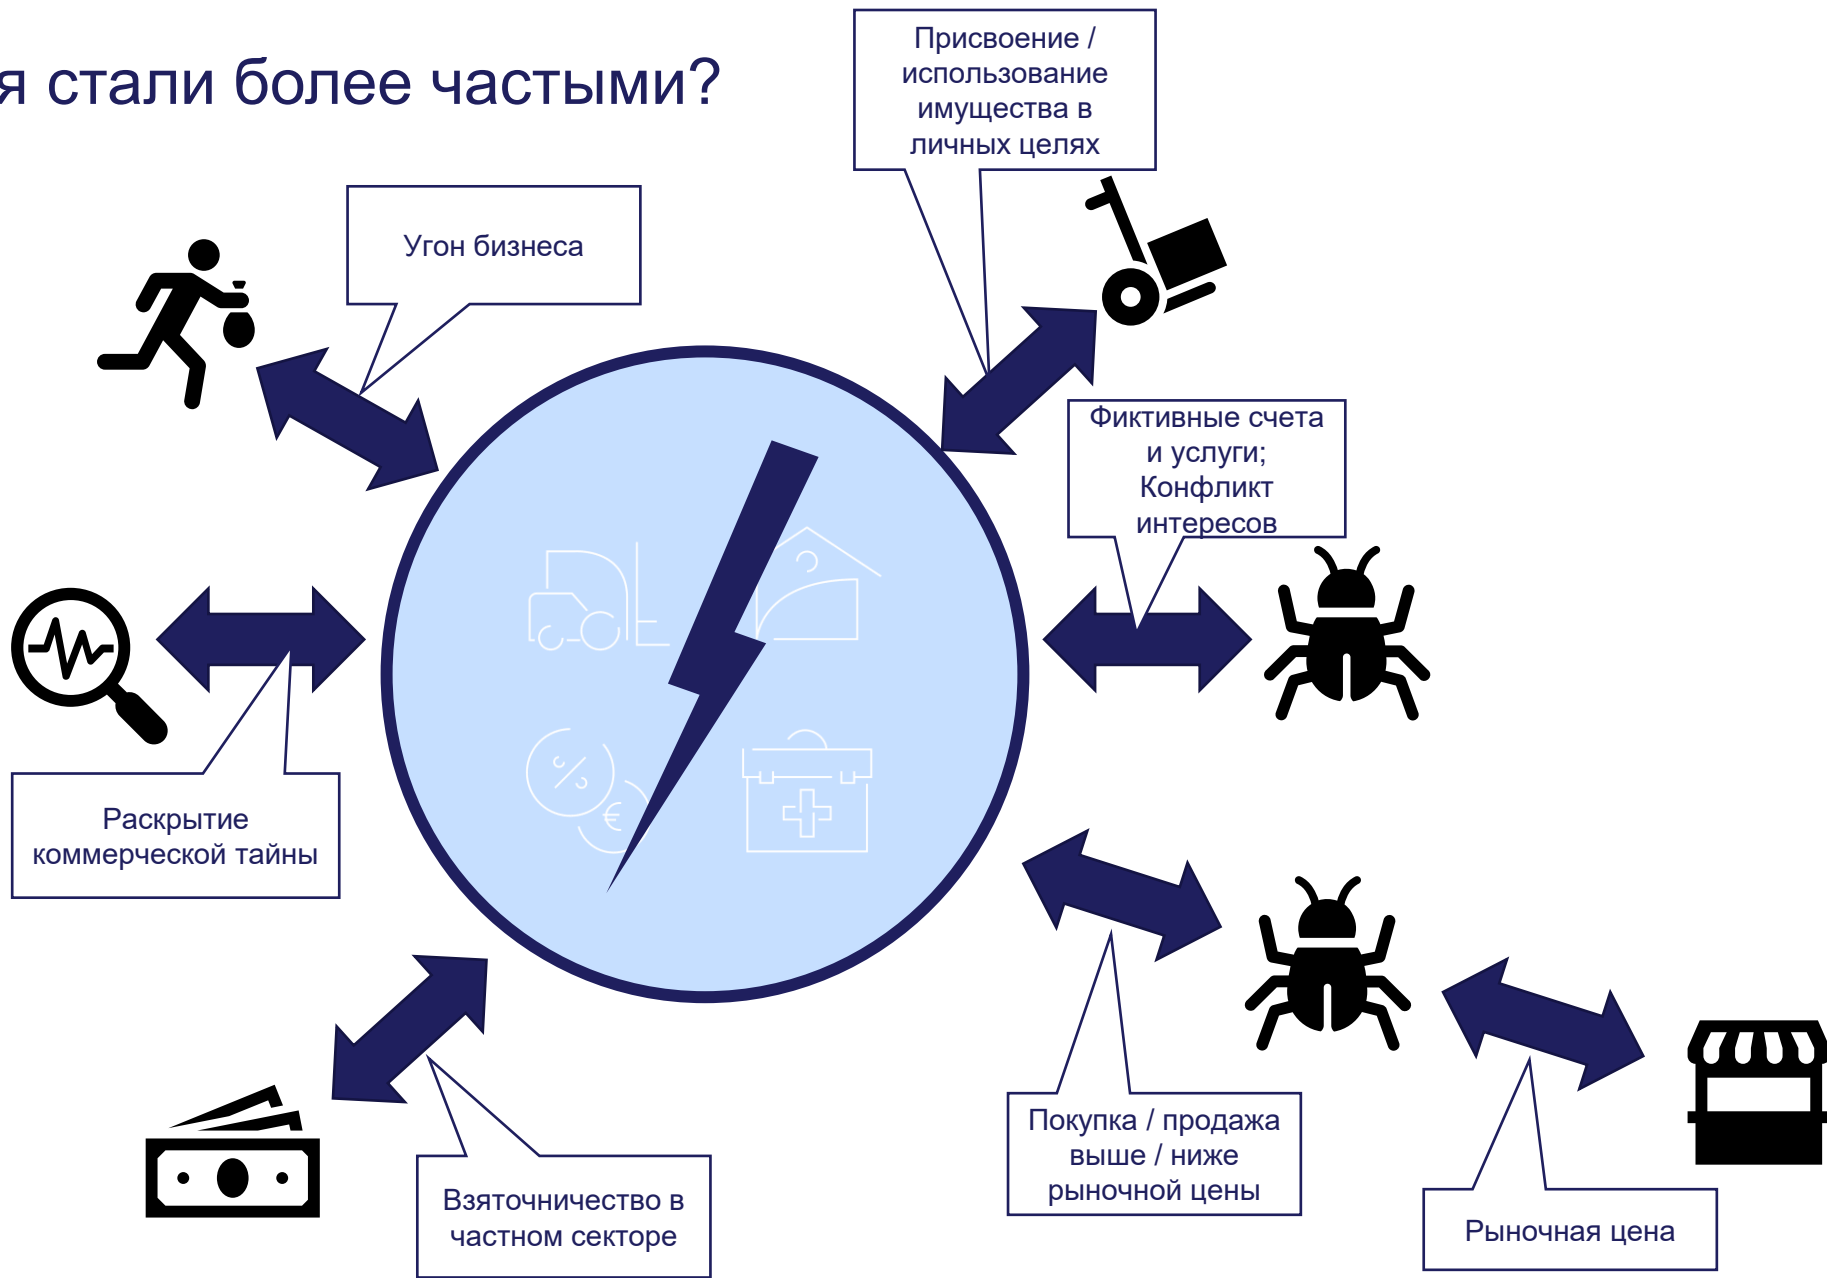 я стали более частыми?
Присвоение /
использование
имущества в
личных целях
Угон бизнеса
Фиктивные счета
и услуги;
Конфликт
интересов
Раскрытие
коммерческой тайны
Взяточничество в
частном секторе
Покупка / продажа
выше / ниже
рыночной цены
Рыночная цена